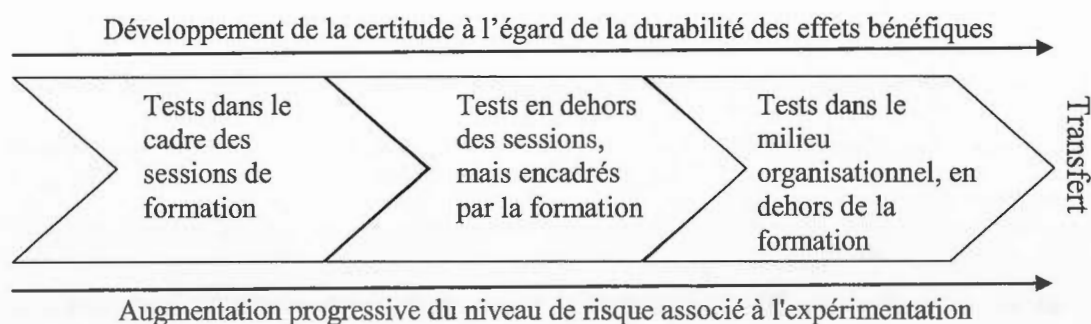 Développement de la certitude à l'égard de la durabilité des effets bénéfiques
Tests dans le
cadre des
sessions de
formation
Tests en dehors
des sessions,
mais encadrés
par la formation
Tests dans le
milieu
organisationnel, en
dehors de la
formation
Transfert
Augmentation progressive du niveau de risque associé à l'expérimentation